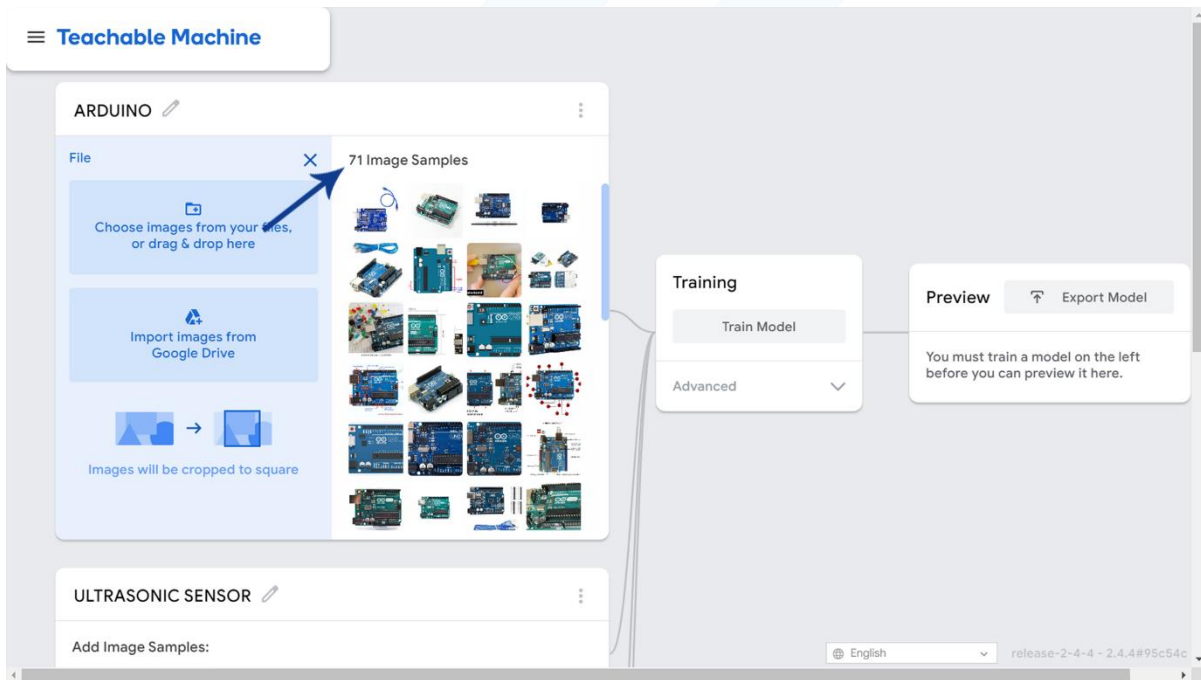 Teachable Machine
ARDUINO
File
71 Image Samples
Choose images from your files,
or drag & drop here
Import images from
Google Drive
Images will be cropped to square
Training
Train Model
Advanced
Preview
Export Model
You must train a model on the left
before you can preview it here.
ULTRASONIC SENSOR
Add Image Samples:
English
release-2-4-4 - 2.4.4#95c54c